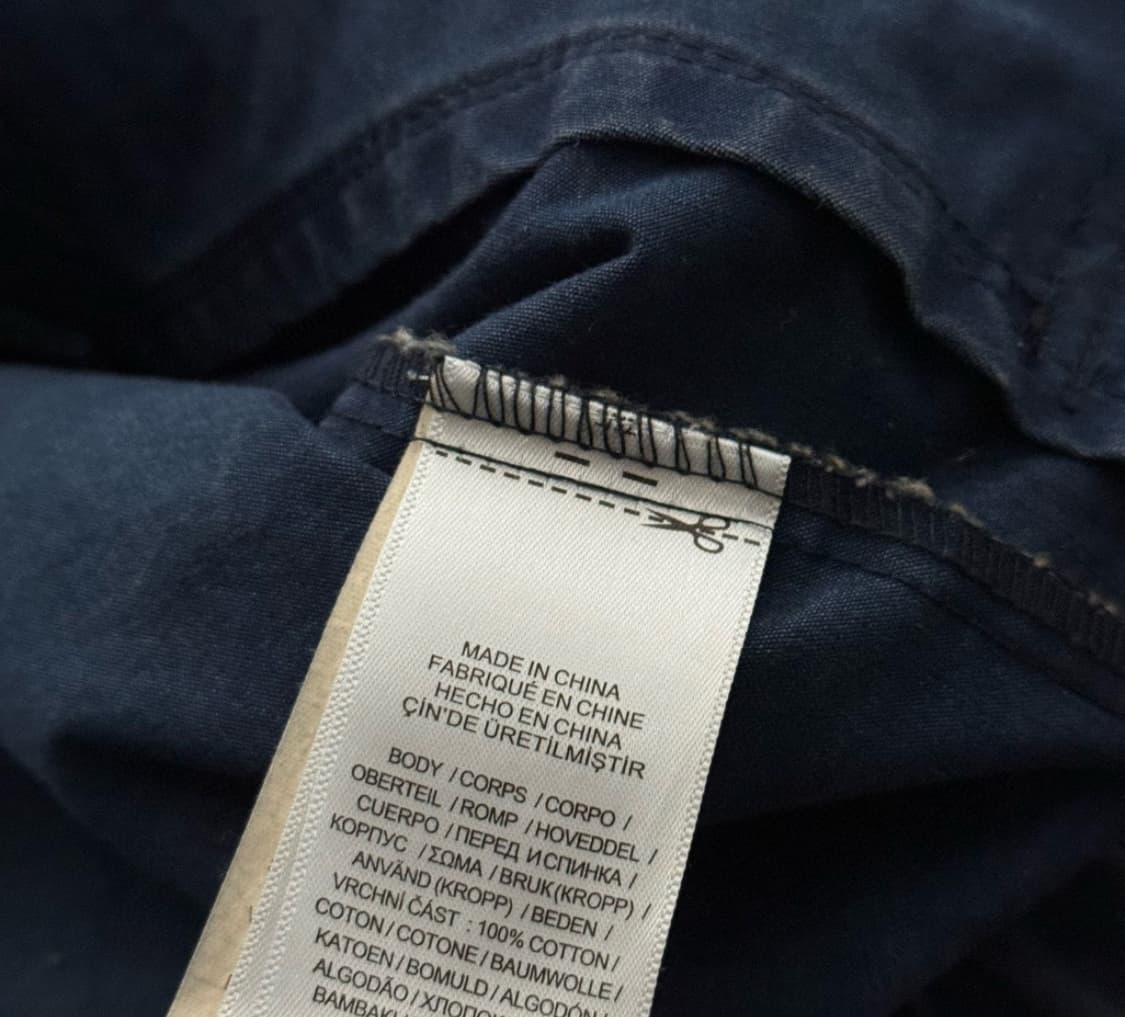 MADE IN CHINA
FABRIQUÉ EN CHINE
HECHO EN CHINA
ÇİN'DE ÜRETİLMİŞTİR
BODY / CORPS / CORPO /
OBERTEIL / ROMP / HOVEDDEL /
CUERPO / ПЕРЕД И СПИНКА /
КОРПУС / ΣΩΜΑ / BRUK (KROPP) /
ANVÄND (KROPP) / BEDEN /
VRCHNÍ ČÁST : 100% COTTON /
COTON / COTONE / BAUMWOLLE /
KATOEN / BOMULD / ALGODÓN /
ALGODÃO / ХЛОПОК